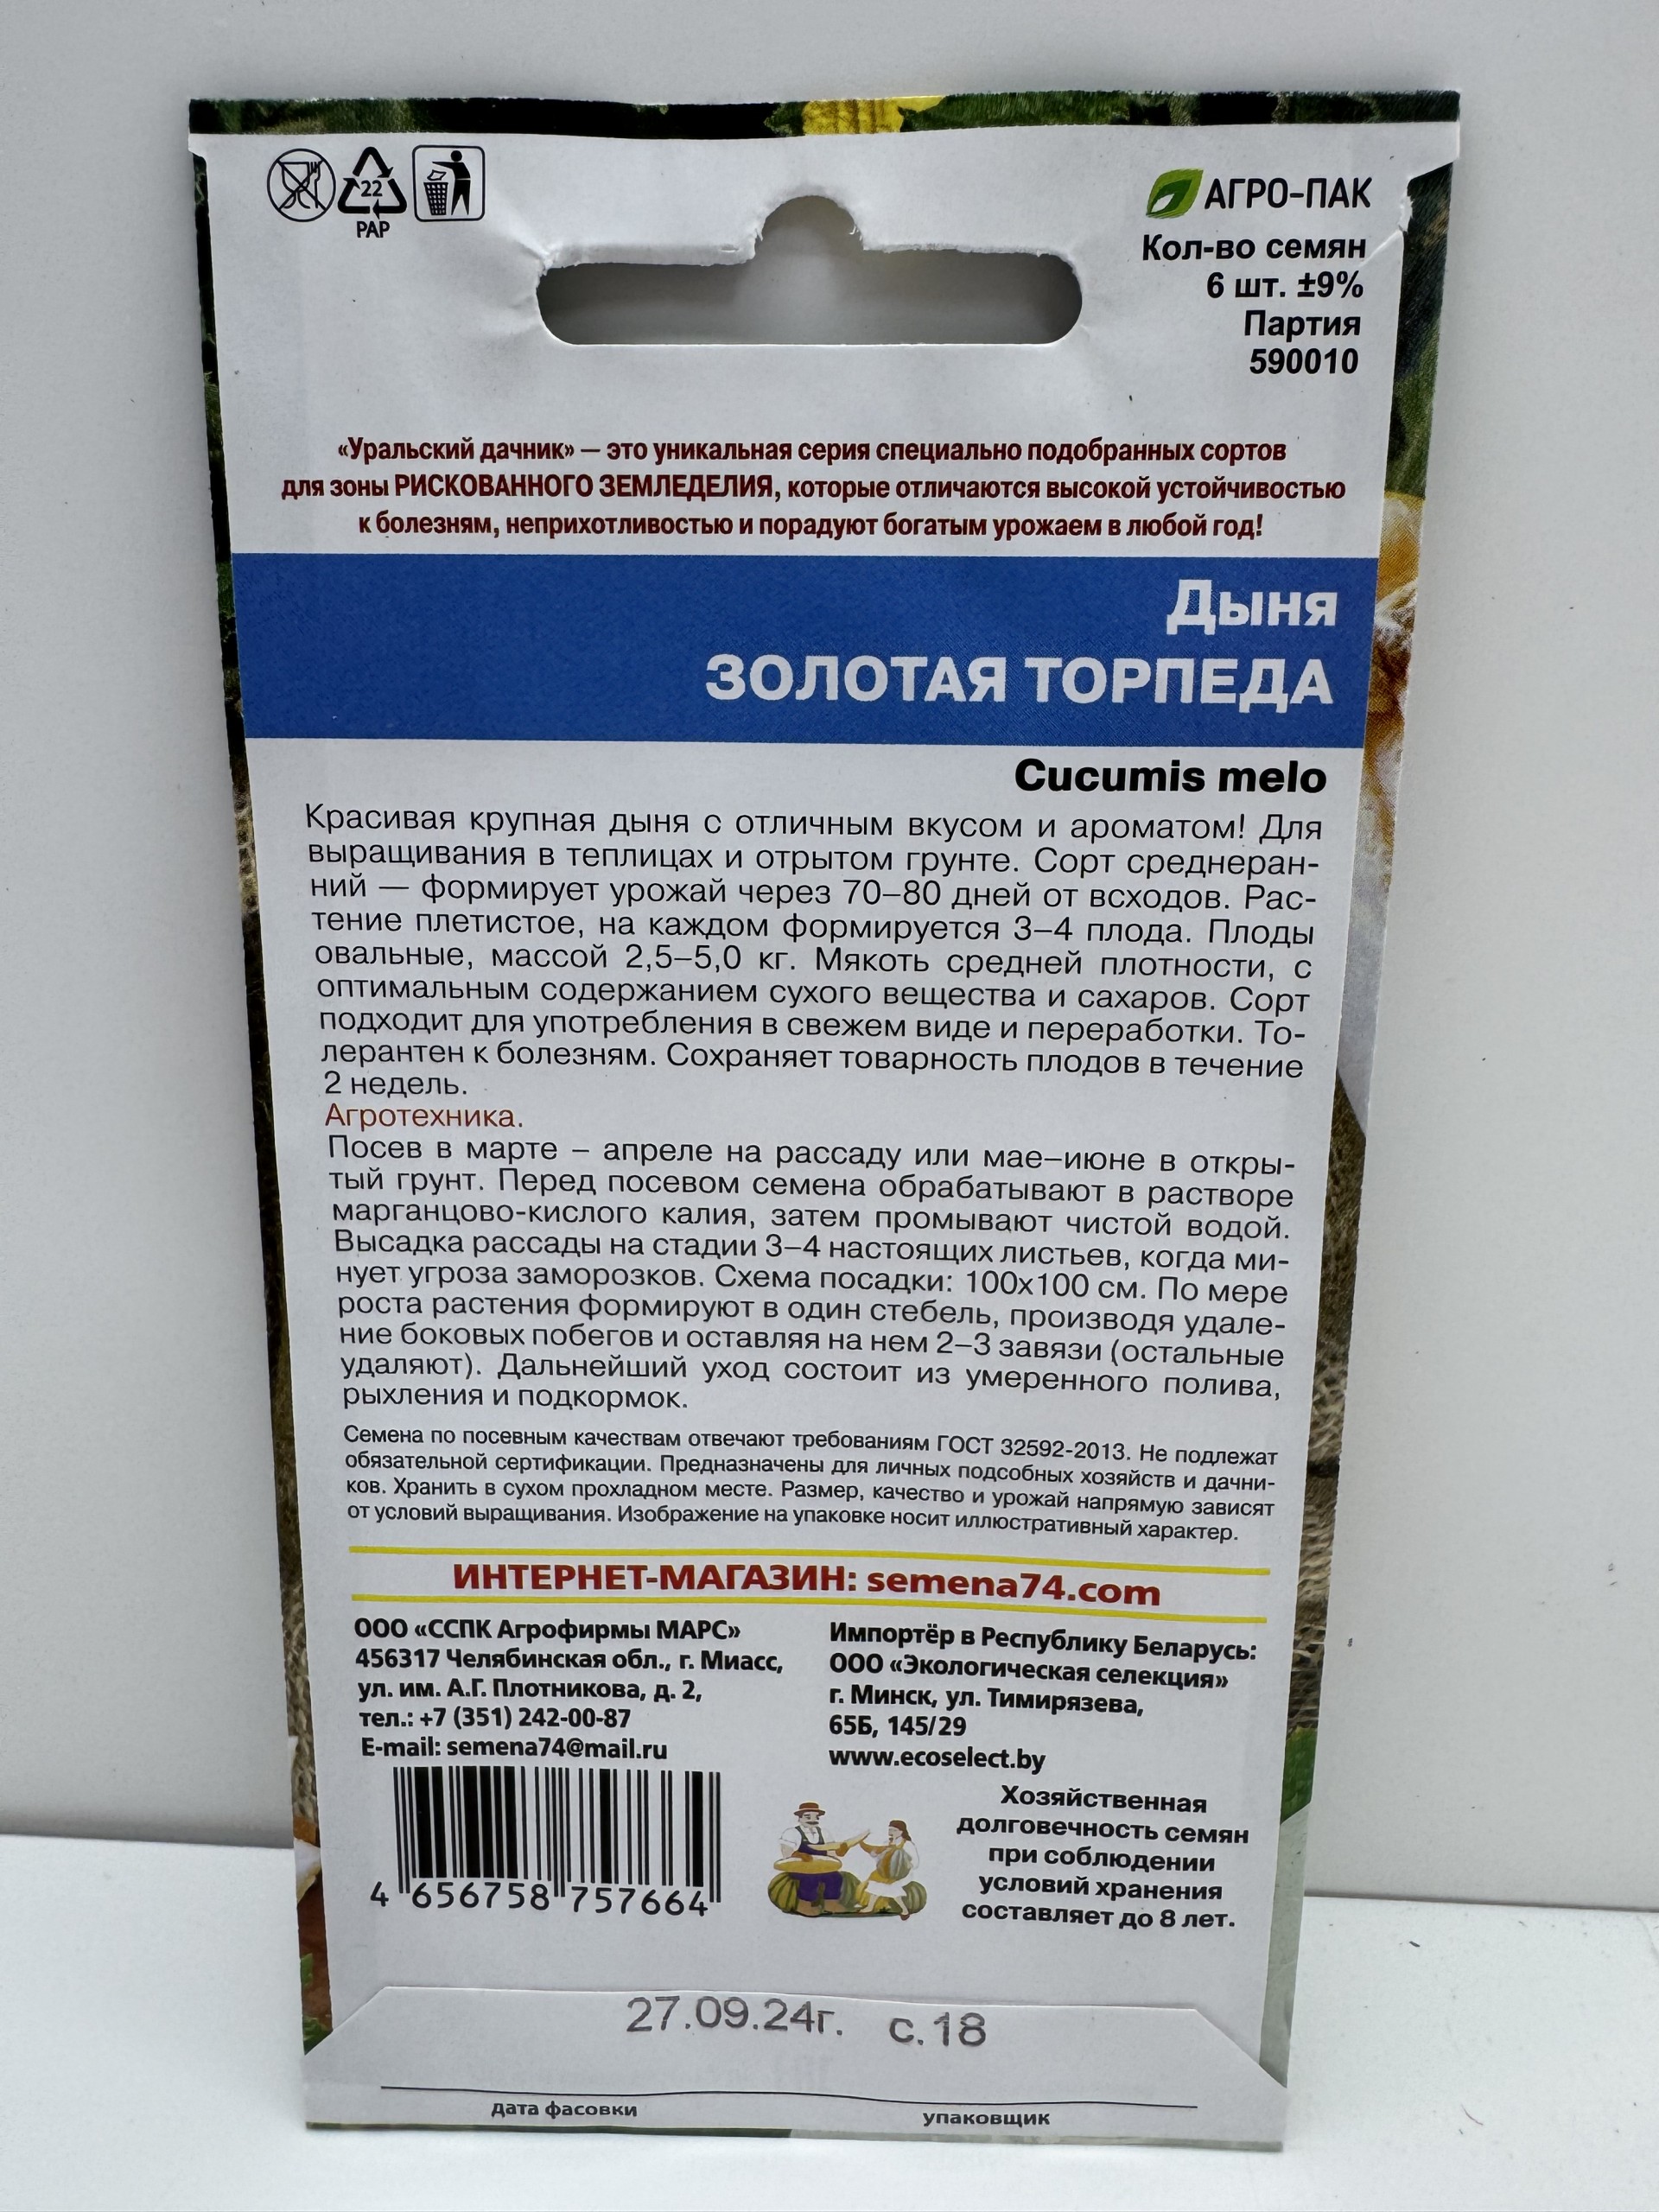 22
PAP
АГРО-ПАК
Кол-во семян
6 шт. ±9%
Партия
590010
«Уральский дачник» — это уникальная серия специально подобранных сортов
для зоны РИСКОВАННОГО ЗЕМЛЕДЕЛИЯ, которые отличаются высокой устойчивостью
к болезням, неприхотливостью и порадуют богатым урожаем в любой год!
Дыня
ЗОЛОТАЯ ТОРПЕДА
Cucumis melo
Красивая крупная дыня с отличным вкусом и ароматом! Для
выращивания в теплицах и отрытом грунте. Сорт среднеран-
ний — формирует урожай через 70–80 дней от всходов. Рас-
тение плетистое, на каждом формируется 3–4 плода. Плоды
овальные, массой 2,5–5,0 кг. Мякоть средней плотности, с
оптимальным содержанием сухого вещества и сахаров. Сорт
подходит для употребления в свежем виде и переработки. То-
лерантен к болезням. Сохраняет товарность плодов в течение
2 недель.
Агротехника.
Посев в марте – апреле на рассаду или мае–июне в откры-
тый грунт. Перед посевом семена обрабатывают в растворе
марганцово-кислого калия, затем промывают чистой водой.
Высадка рассады на стадии 3–4 настоящих листьев, когда ми-
нует угроза заморозков. Схема посадки: 100х100 см. По мере
роста растения формируют в один стебель, производя удале-
ние боковых побегов и оставляя на нем 2–3 завязи (остальные
удаляют). Дальнейший уход состоит из умеренного полива,
рыхления и подкормок.
Семена по посевным качествам отвечают требованиям ГОСТ 32592-2013. Не подлежат
обязательной сертификации. Предназначены для личных подсобных хозяйств и дачни-
ков. Хранить в сухом прохладном месте. Размер, качество и урожай напрямую зависят
от условий выращивания. Изображение на упаковке носит иллюстративный характер.
ИНТЕРНЕТ-МАГАЗИН: semena74.com
ООО «ССПК Агрофирмы МАРС»
456317 Челябинская обл., г. Миасс,
ул. им. А.Г. Плотникова, д. 2,
тел.: +7 (351) 242-00-87
E-mail: semena74@mail.ru
Импортёр в Республику Беларусь:
ООО «Экологическая селекция»
г. Минск, ул. Тимирязева,
65Б, 145/29
www.ecoselect.by
4 656758 757664
Хозяйственная
долговечность семян
при соблюдении
условий хранения
составляет до 8 лет.
27.09.24г. с.18
дата фасовки упаковщик